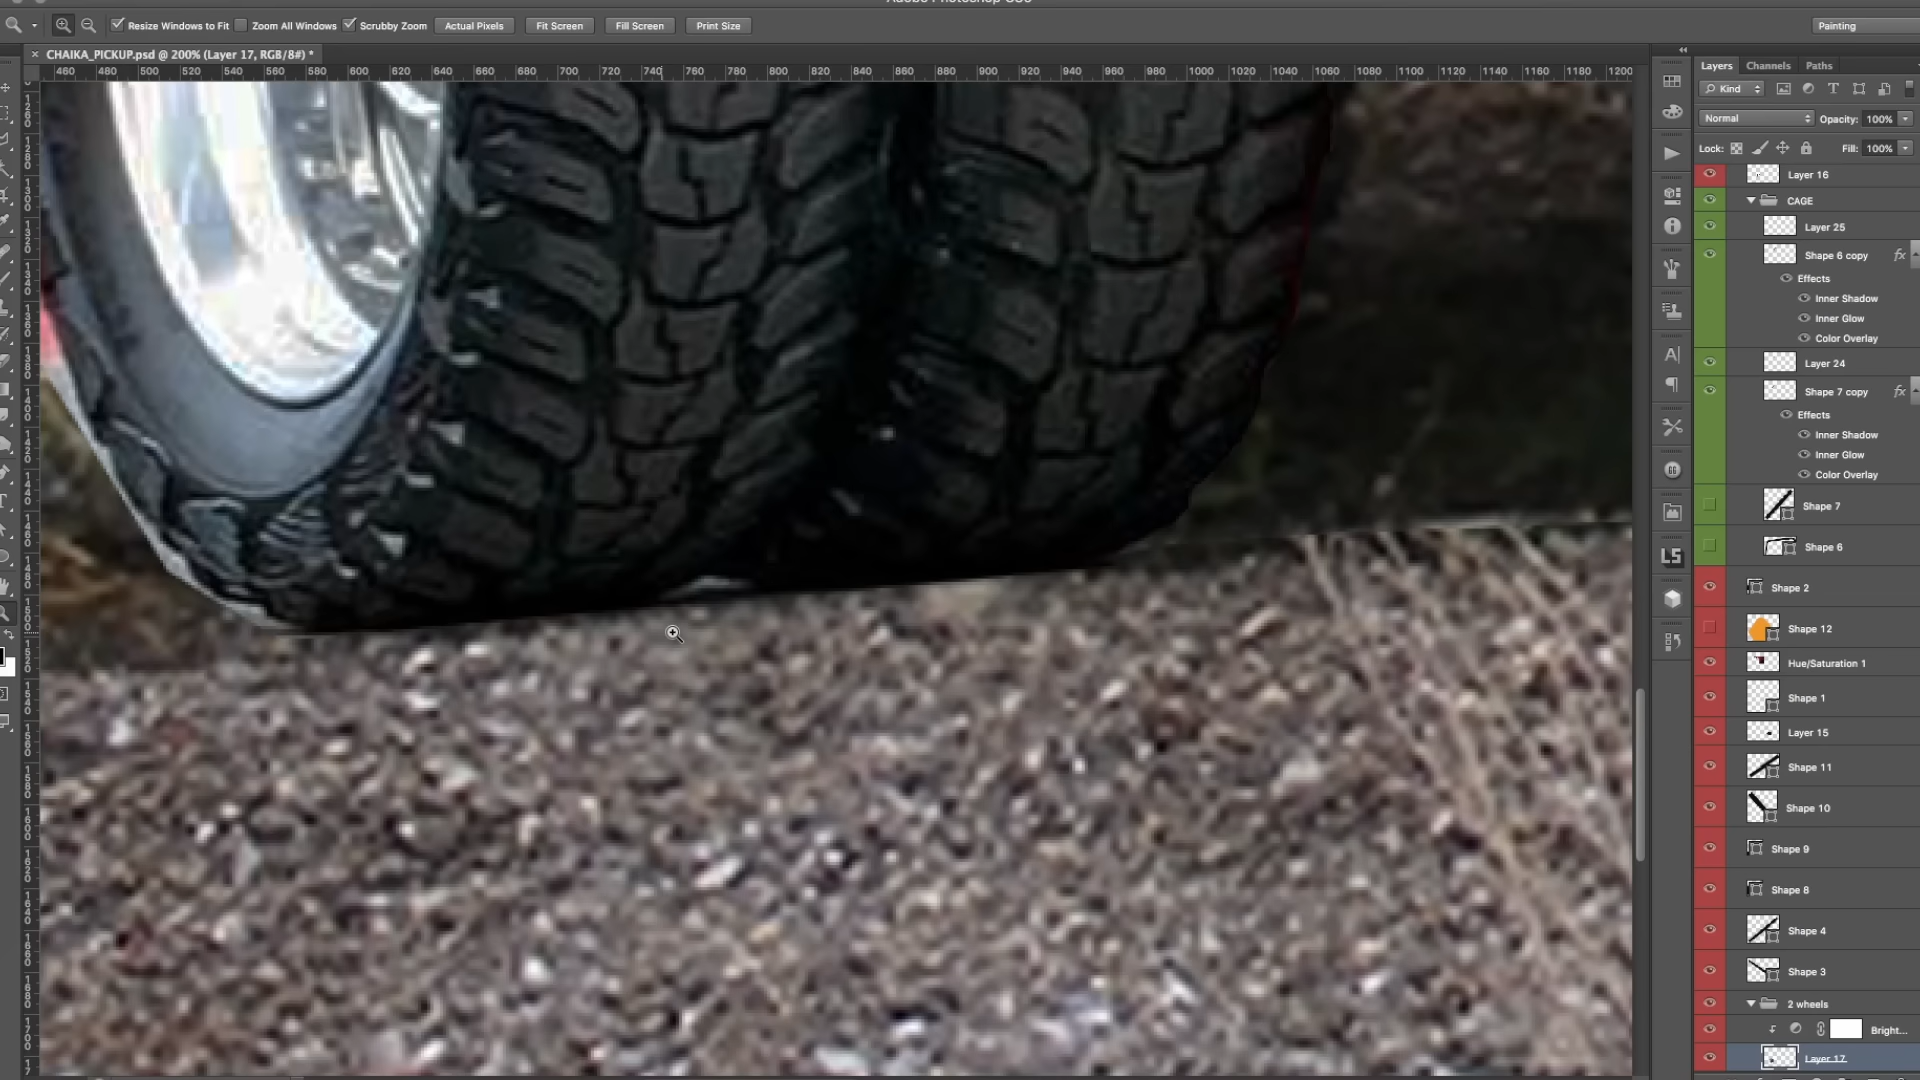 Resize Windows to Fit Zoom All Windows Scrubby Zoom Actual Pixels Fit Screen Fill Screen Print Size Painting
× CHAIKA_PICKUP.psd @ 200% (Layer 17, RGB/8#) *
460 480 500 520 540 560 580 600 620 640 660 680 700 720 740 760 780 800 820 840 860 880 900 920 940 960 980 1000 1020 1040 1060 1080 1100 1120 1140 1160 1180 1200
Layers Channels Paths
Kind
Normal Opacity: 100%
Lock: Fill: 100%
Layer 16
CAGE
Layer 25
Shape 6 copy fx
Effects
Inner Shadow
Inner Glow
Color Overlay
Layer 24
Shape 7 copy fx
Effects
Inner Shadow
Inner Glow
Color Overlay
Shape 7
Shape 6
Shape 2
Shape 12
Hue/Saturation 1
Shape 1
Layer 15
Shape 11
Shape 10
Shape 9
Shape 8
Shape 4
Shape 3
2 wheels
Bright...
Layer 17